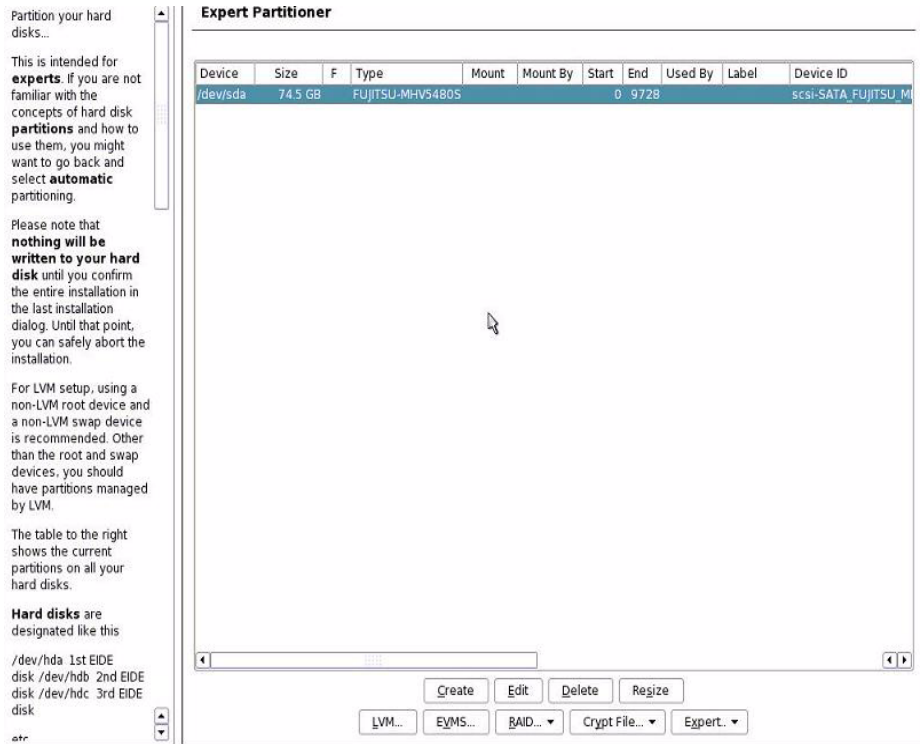 Partition your hard
disks...
This is intended for
experts. If you are not
familiar with the
concepts of hard disk
partitions and how to
use them, you might
want to go back and
select automatic
partitioning.
Please note that
nothing will be
written to your hard
disk until you confirm
the entire installation in
the last installation
dialog. Until that point,
you can safely abort the
installation.
For LVM setup, using a
non-LVM root device and
a non-LVM swap device
is recommended. Other
than the root and swap
devices, you should
have partitions managed
by LVM.
The table to the right
shows the current
partitions on all your
hard disks.
Hard disks are
designated like this
/dev/hda 1st EIDE
disk /dev/hdb 2nd EIDE
disk /dev/hdc 3rd EIDE
disk
etc
Expert Partitioner
Device Size F Type Mount Mount By Start End Used By Label Device ID
/dev/sda 74.5 GB FUJITSU-MHV5480S 0 9728 scsi-SATA_FUJITSU_M
Create Edit Delete Resize
LVM... EVMS... RAID... Crypt File... Expert..